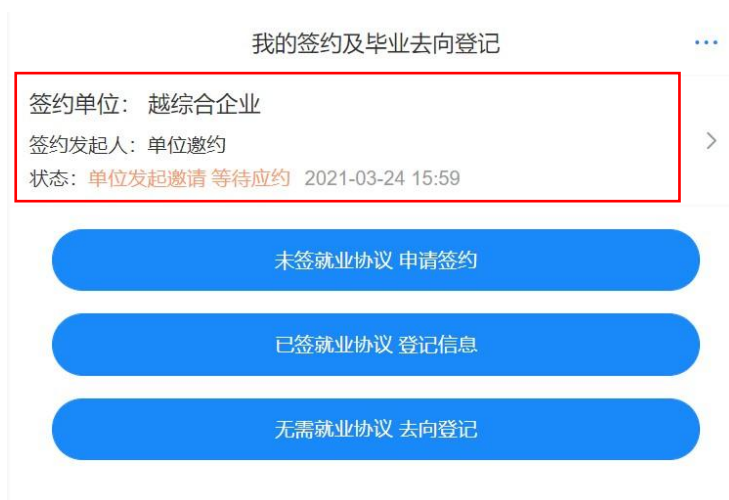 我的签约及毕业去向登记
签约单位： 越综合企业
签约发起人：单位邀约
状态：单位发起邀请 等待应约 2021-03-24 15:59
未签就业协议 申请签约
已签就业协议 登记信息
无需就业协议 去向登记